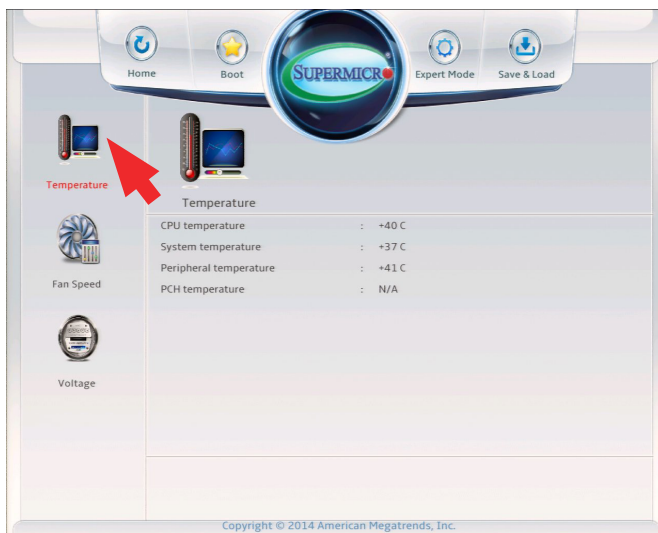 Home
Boot
SUPERMICRO
Expert Mode
Save & Load
Temperature
Fan Speed
Voltage
Temperature
CPU temperature : +40 C
System temperature : +37 C
Peripheral temperature : +41 C
PCH temperature : N/A
Copyright © 2014 American Megatrends, Inc.